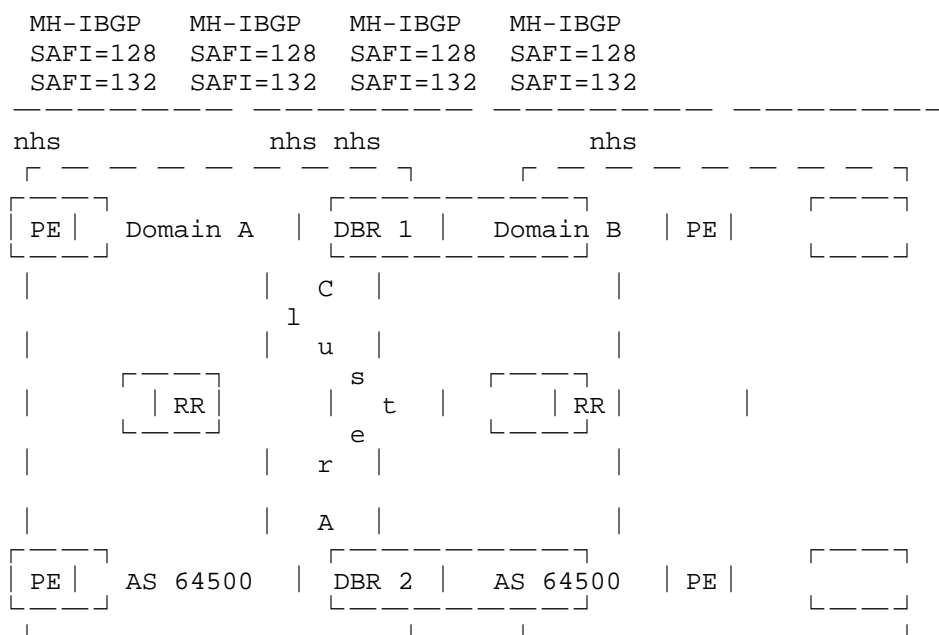 MH-IBGP MH-IBGP MH-IBGP MH-IBGP
SAFI=128 SAFI=128 SAFI=128 SAFI=128
SAFI=132 SAFI=132 SAFI=132 SAFI=132
nhs nhs nhs nhs
PE Domain A DBR 1 Domain B PE
C
l
u
s
RR t RR
e
r
A
PE AS 64500 DBR 2 AS 64500 PE